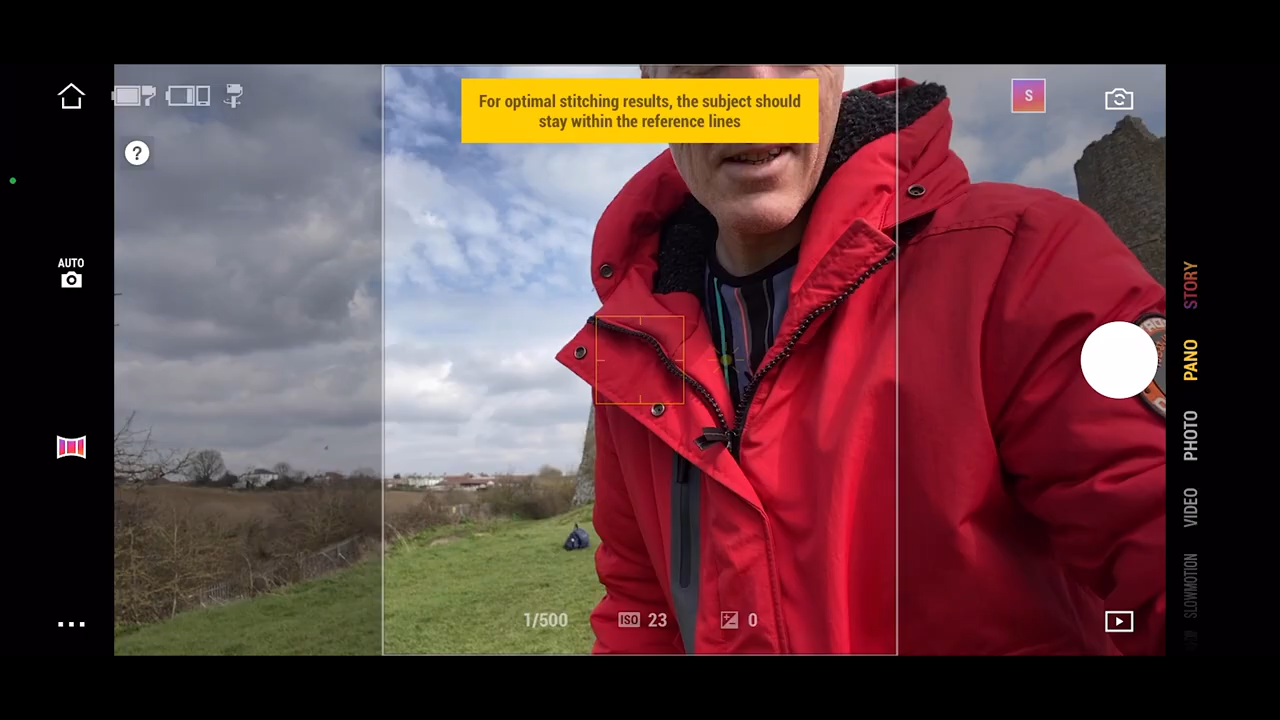 For optimal stitching results, the subject should
stay within the reference lines
S
?
AUTO
STORY
PANO
PHOTO
VIDEO
SLOWMOTION
1/500
ISO 23
0